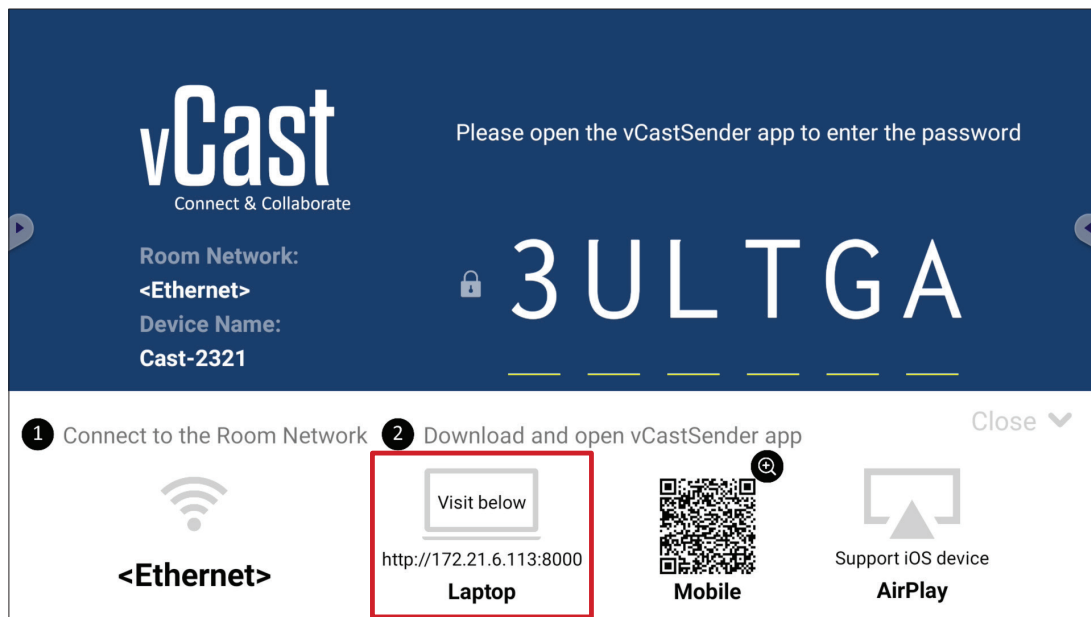 vCast
Connect & Collaborate
Please open the vCastSender app to enter the password
Room Network:
<Ethernet>
Device Name:
Cast-2321
3ULTGA
1 Connect to the Room Network
2 Download and open vCastSender app
Close
<Ethernet>
Visit below
http://172.21.6.113:8000
Laptop
Mobile
Support iOS device
AirPlay